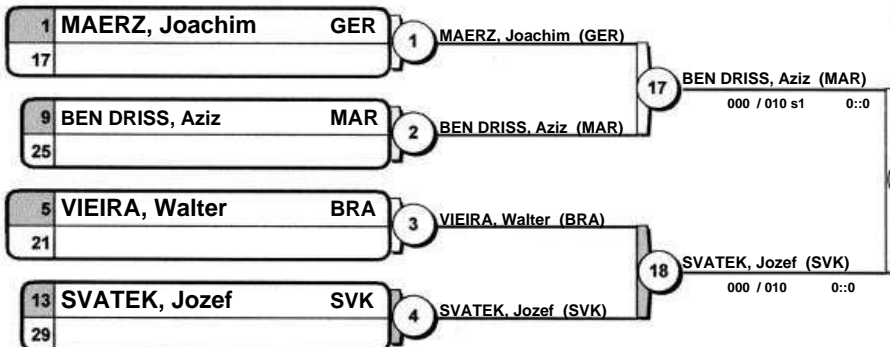 1 MAERZ, Joachim GER
17
1
MAERZ, Joachim (GER)
9 BEN DRISS, Aziz MAR
25
2
BEN DRISS, Aziz (MAR)
17
BEN DRISS, Aziz (MAR)
000 / 010 s1 0::0
5 VIEIRA, Walter BRA
21
3
VIEIRA, Walter (BRA)
13 SVATEK, Jozef SVK
29
4
SVATEK, Jozef (SVK)
18
SVATEK, Jozef (SVK)
000 / 010 0::0